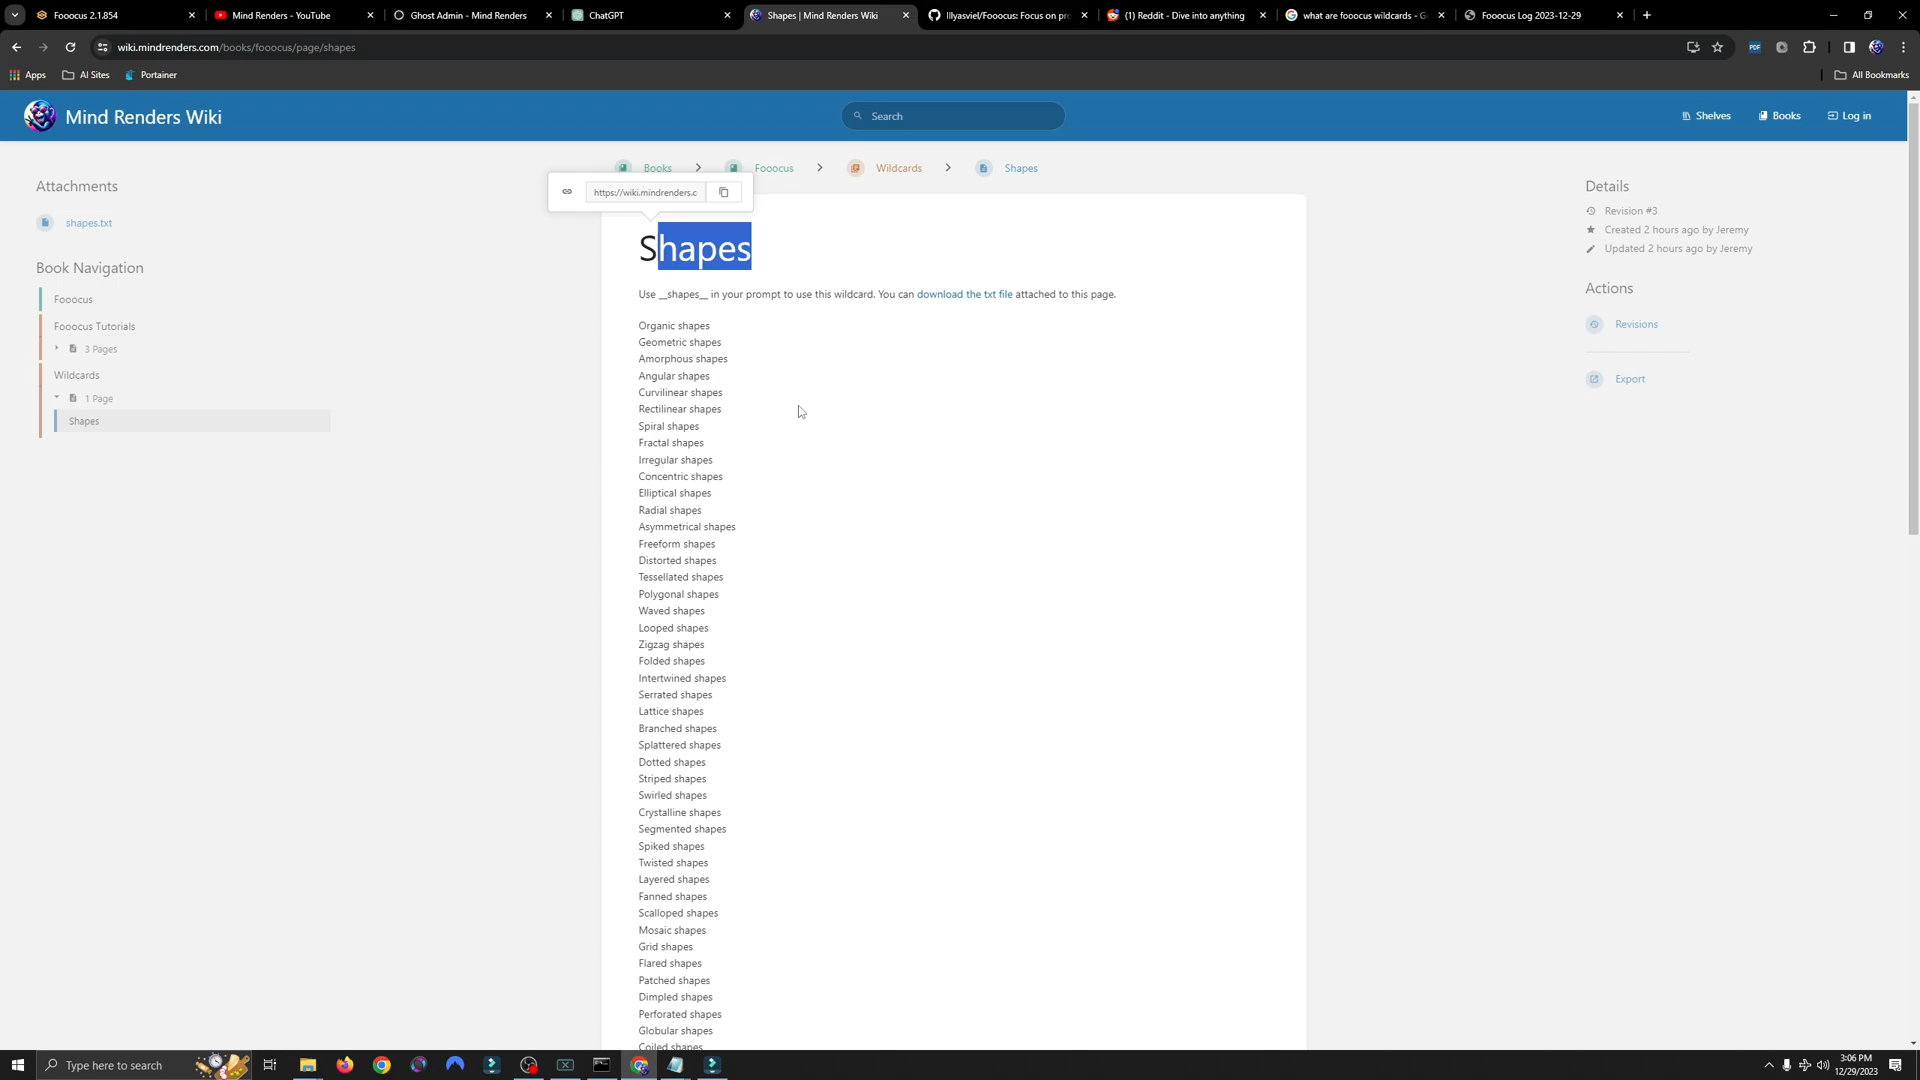 Fooocus 2.1.854
Mind Renders - YouTube
Ghost Admin - Mind Renders
ChatGPT
Shapes | Mind Renders Wiki
lllyasviel/Fooocus: Focus on pro
(1) Reddit - Dive into anything
what are fooocus wildcards - G
Fooocus Log 2023-12-29
wiki.mindrenders.com/books/fooocus/page/shapes
PDF
Apps
AI Sites
Portainer
All Bookmarks
Mind Renders Wiki
Search
Shelves
Books
Log in
Books
Fooocus
Wildcards
Shapes
https://wiki.mindrenders.c
Attachments
shapes.txt
Book Navigation
Fooocus
Fooocus Tutorials
3 Pages
Wildcards
1 Page
Shapes
Shapes
Use __shapes__ in your prompt to use this wildcard. You can download the txt file attached to this page.
Organic shapes
Geometric shapes
Amorphous shapes
Angular shapes
Curvilinear shapes
Rectilinear shapes
Spiral shapes
Fractal shapes
Irregular shapes
Concentric shapes
Elliptical shapes
Radial shapes
Asymmetrical shapes
Freeform shapes
Distorted shapes
Tessellated shapes
Polygonal shapes
Waved shapes
Looped shapes
Zigzag shapes
Folded shapes
Intertwined shapes
Serrated shapes
Lattice shapes
Branched shapes
Splattered shapes
Dotted shapes
Striped shapes
Swirled shapes
Crystalline shapes
Segmented shapes
Spiked shapes
Twisted shapes
Layered shapes
Fanned shapes
Scalloped shapes
Mosaic shapes
Grid shapes
Flared shapes
Patched shapes
Dimpled shapes
Perforated shapes
Globular shapes
Coiled shapes
Details
Revision #3
Created 2 hours ago by Jeremy
Updated 2 hours ago by Jeremy
Actions
Revisions
Export
Type here to search
3:06 PM
12/29/2023